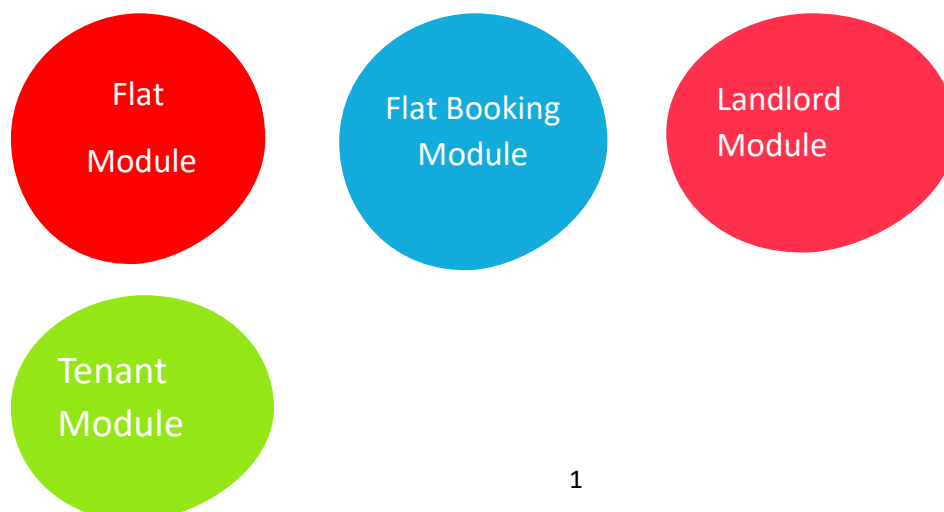 Flat
Module
Flat Booking
Module
Landlord
Module
Tenant
Module
1